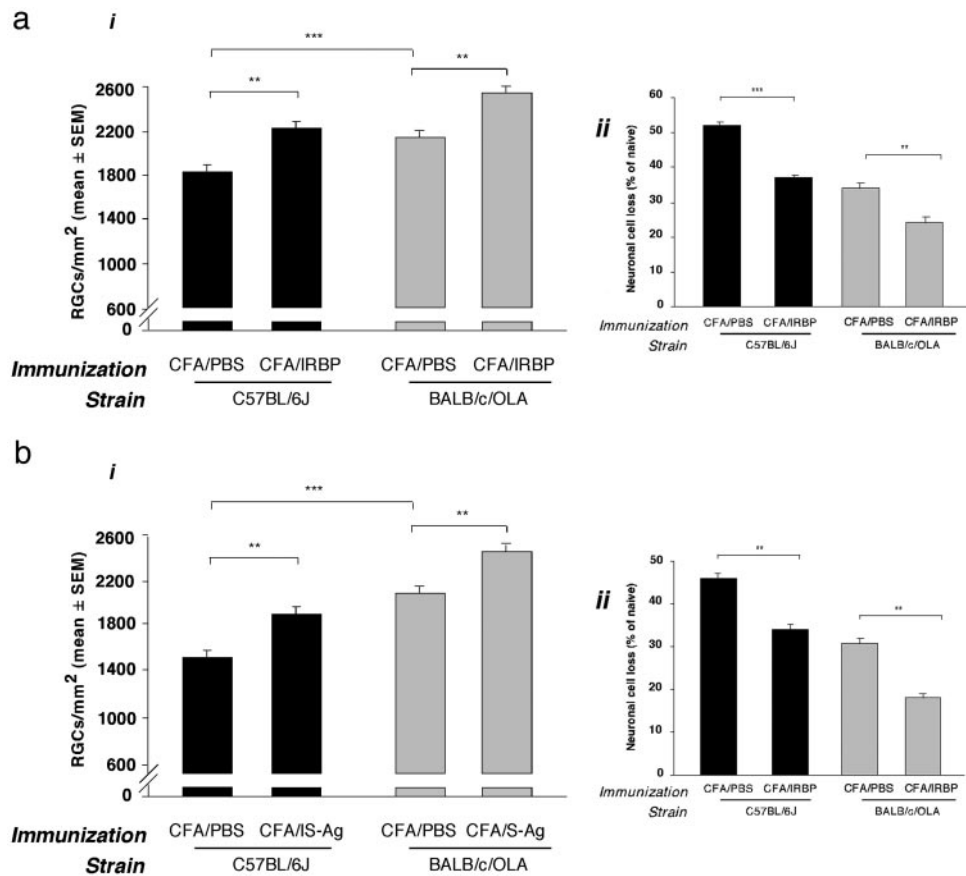 a
i
***
**
**
2600
2200
1800
1400
1000
600
0
RGCs/mm² (mean ± SEM)
Immunization CFA/PBS CFA/IRBP CFA/PBS CFA/IRBP
Strain C57BL/6J BALB/c/OLA
ii
***
**
60
50
40
30
20
10
0
Neuronal cell loss (% of naive)
Immunization CFA/PBS CFA/IRBP CFA/PBS CFA/IRBP
Strain C57BL/6J BALB/c/OLA
b
i
***
**
**
2600
2200
1800
1400
1000
600
0
RGCs/mm² (mean ± SEM)
Immunization CFA/PBS CFA/IS-Ag CFA/PBS CFA/S-Ag
Strain C57BL/6J BALB/c/OLA
ii
**
**
50
40
30
20
10
0
Neuronal cell loss (% of naive)
Immunization CFA/PBS CFA/IRBP CFA/PBS CFA/IRBP
Strain C57BL/6J BALB/c/OLA